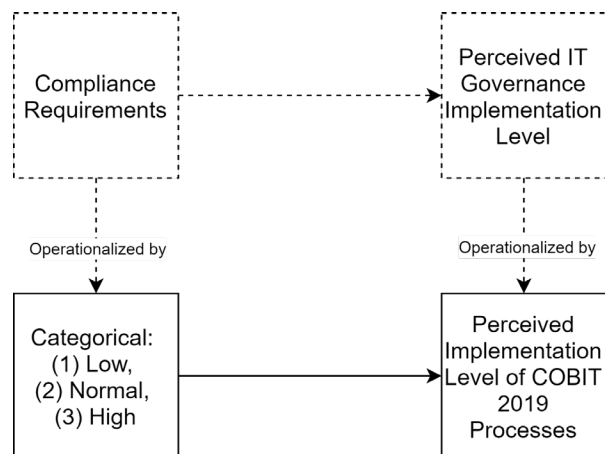 Compliance
Requirements
Perceived IT
Governance
Implementation
Level
Operationalized by
Operationalized by
Categorical:
(1) Low,
(2) Normal,
(3) High
Perceived
Implementation
Level of COBIT
2019
Processes